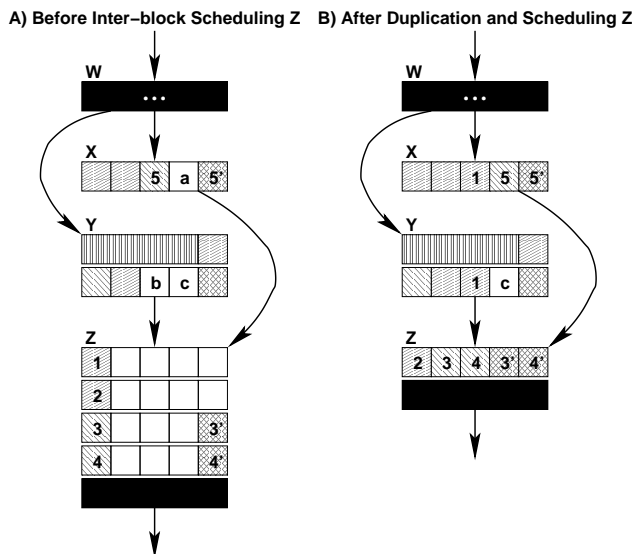 A) Before Inter-block Scheduling Z
W
...
X
5 a 5'
Y
b c
Z
1
2
3 3'
4 4'
B) After Duplication and Scheduling Z
W
...
X
1 5 5'
Y
1 c
Z
2 3 4 3' 4'